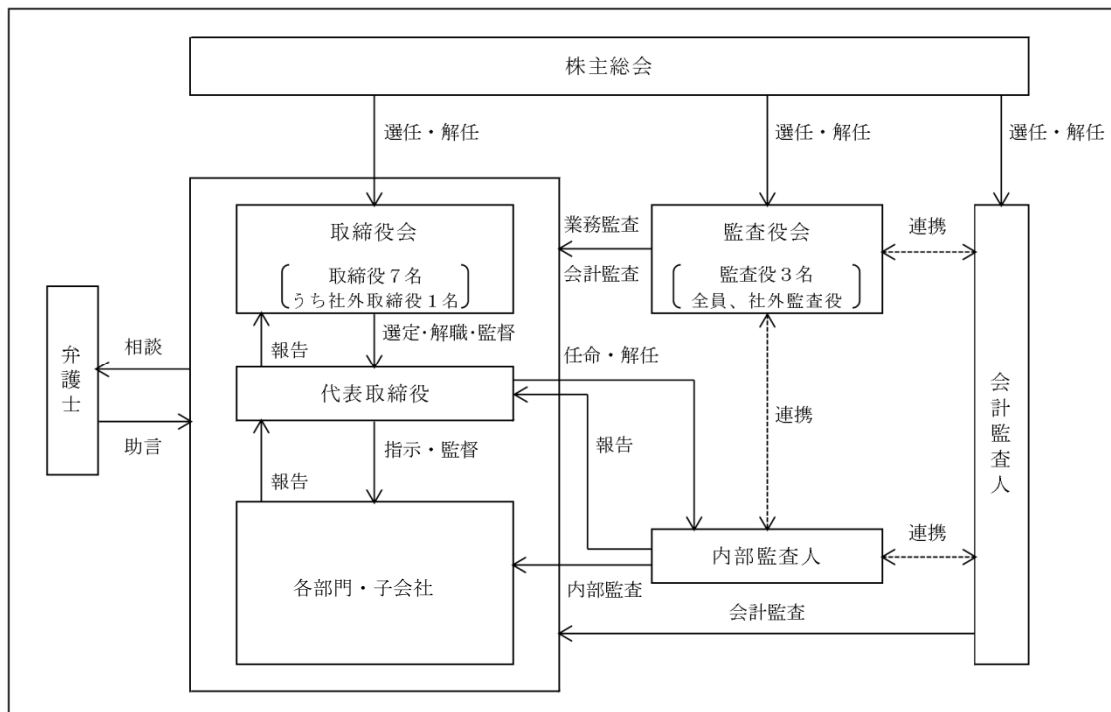 株主総会
選任・解任
選任・解任
選任・解任
取締役会
取締役7名
うち社外取締役1名
業務監査
会計監査
監査役会
監査役3名
全員、社外監査役
連携
弁護士
相談
助言
報告
選定・解職・監督
任命・解任
代表取締役
報告
指示・監督
報告
連携
会計監査人
各部門・子会社
内部監査
内部監査人
連携
会計監査